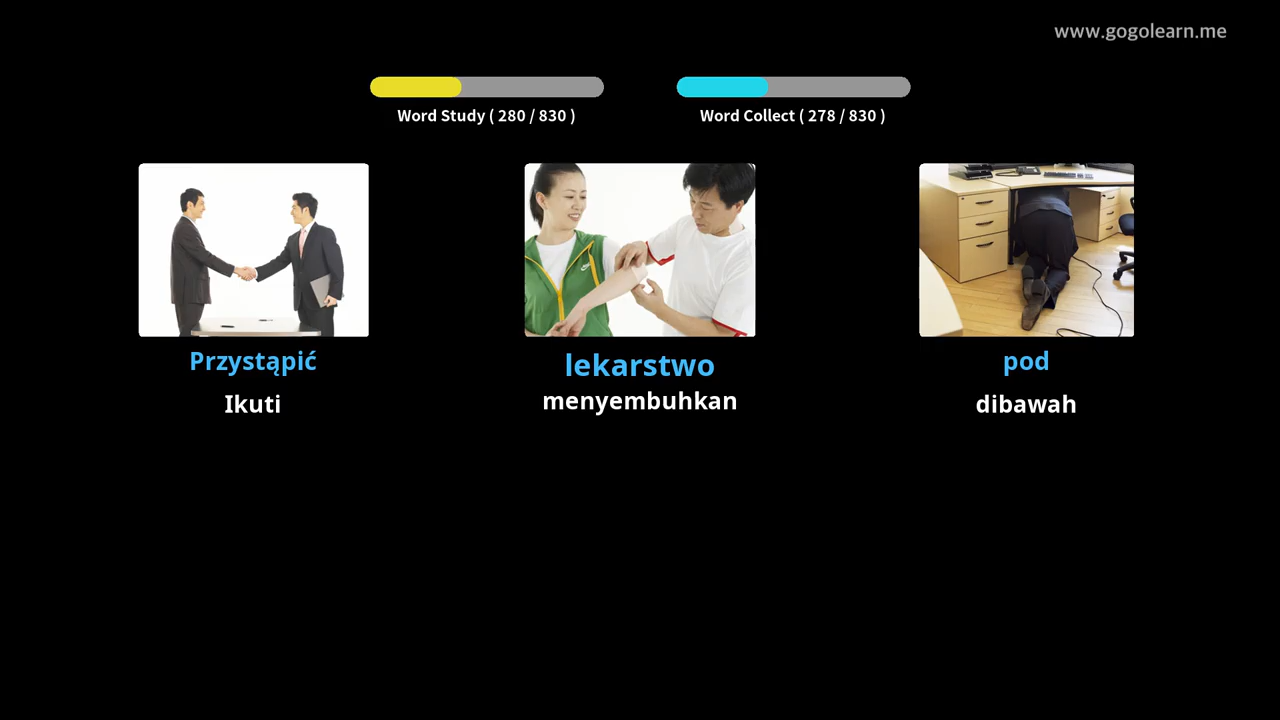 www.gogolearn.me
Word Study ( 280 / 830 )
Word Collect ( 278 / 830 )
Przystąpić
lekarstwo
pod
Ikuti
menyembuhkan
dibawah